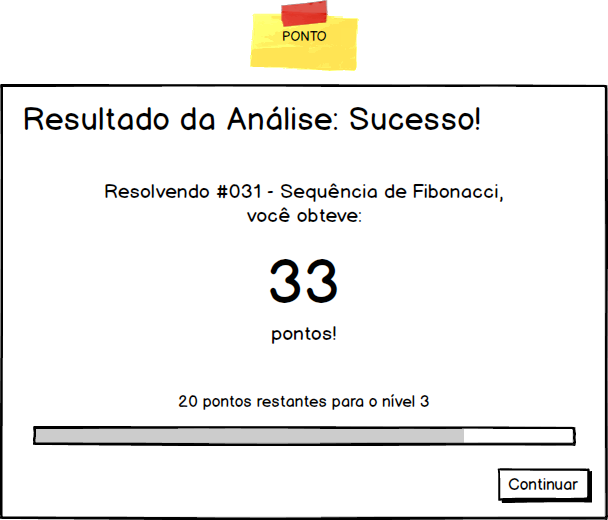 PONTO
Resultado da Análise: Sucesso!
Resolvendo #031 - Sequência de Fibonacci,
você obteve:
33
pontos!
20 pontos restantes para o nível 3
Continuar